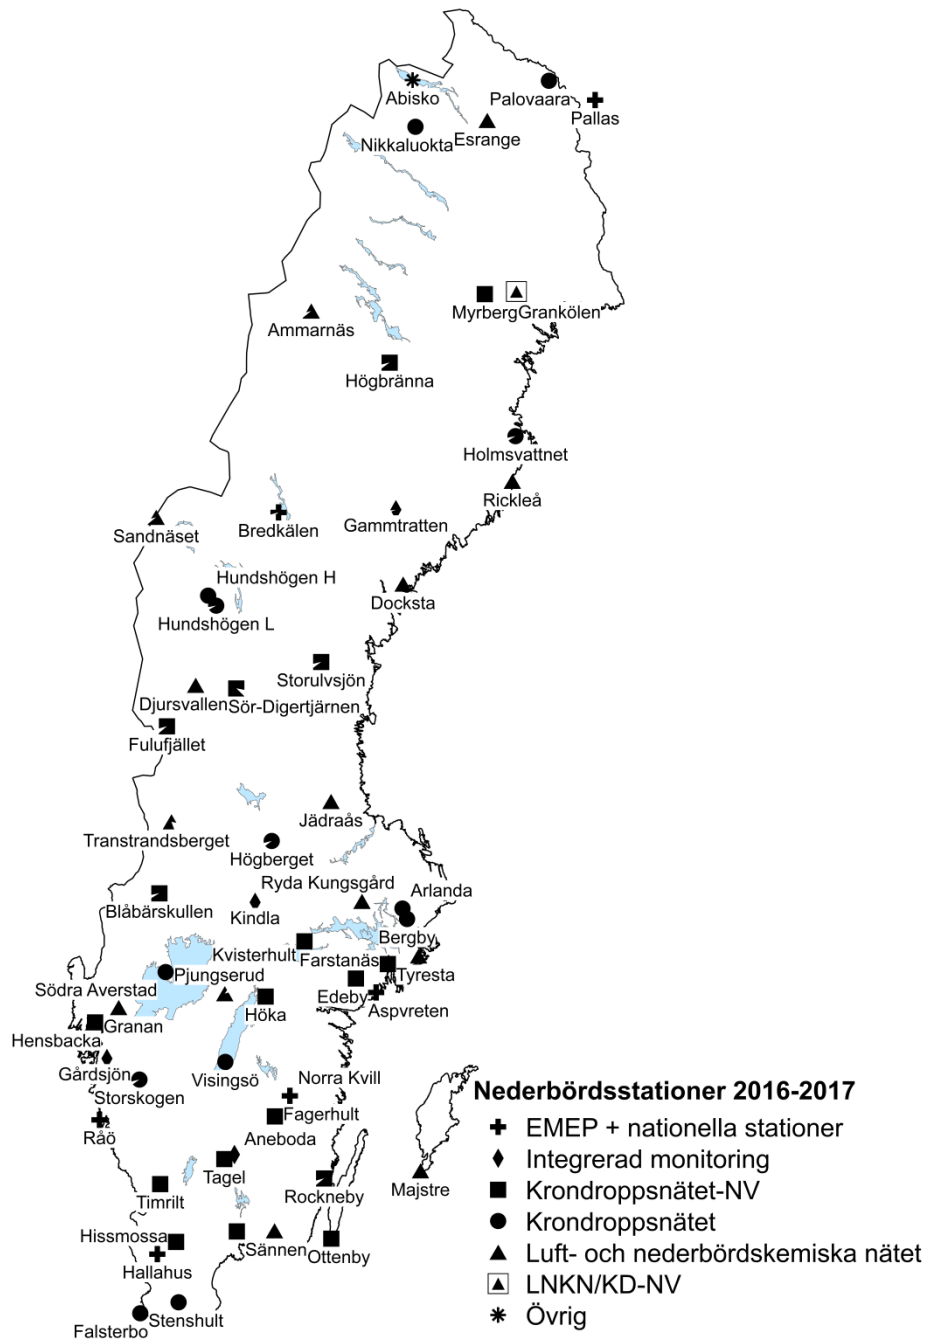 Abisko
Palovaara
Pallas
Nikkaluokta
Esrange
MyrbergGrankölen
Ammarnäs
Högbränna
Holmsvattnet
Rickleå
Gammtratten
Bredkälen
Sandnäset
Hundshögen H
Docksta
Hundshögen L
Storulvsjön
Djursvallen
Sör-Digertjärnen
Fulufjället
Jädraås
Transtrandsberget
Högberget
Ryda Kungsgård
Arlanda
Blåbärskullen
Kindla
Bergby
Kvisterhult
Farstanäs
Pjungserud
Tyresta
Södra Averstad
Edeby
Höka
Aspvreten
Granan
Hensbacka
Gårdsjön
Visingsö
Norra Kvill
Storskogen
Fagerhult
Råö
Aneboda
Tagel
Majstre
Timrilt
Rockneby
Hissmossa
Sännen
Ottenby
Hallahus
Stenshult
Falsterbo
Nederbördsstationer 2016-2017
EMEP + nationella stationer
Integrerad monitoring
Krondroppsnätet-NV
Krondroppsnätet
Luft- och nederbördskemiska nätet
LNKN/KD-NV
Övrig